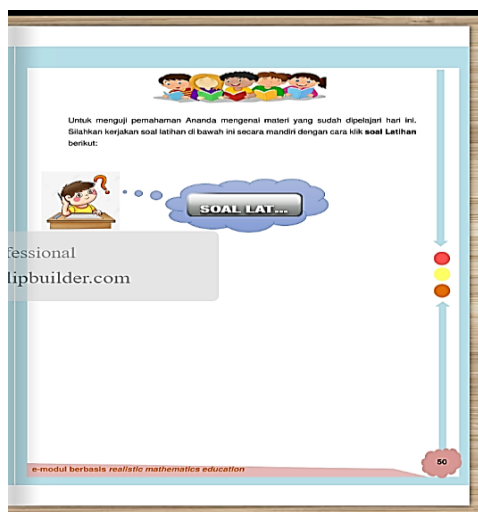 Untuk menguji pemahaman Ananda mengenai materi yang sudah dipelajari hari ini.
Silahkan kerjakan soal latihan di bawah ini secara mandiri dengan cara klik soal Latihan
berikut:
SOAL LAT...
fessional
lipbuilder.com
e-modul berbasis realistic mathematics education
50